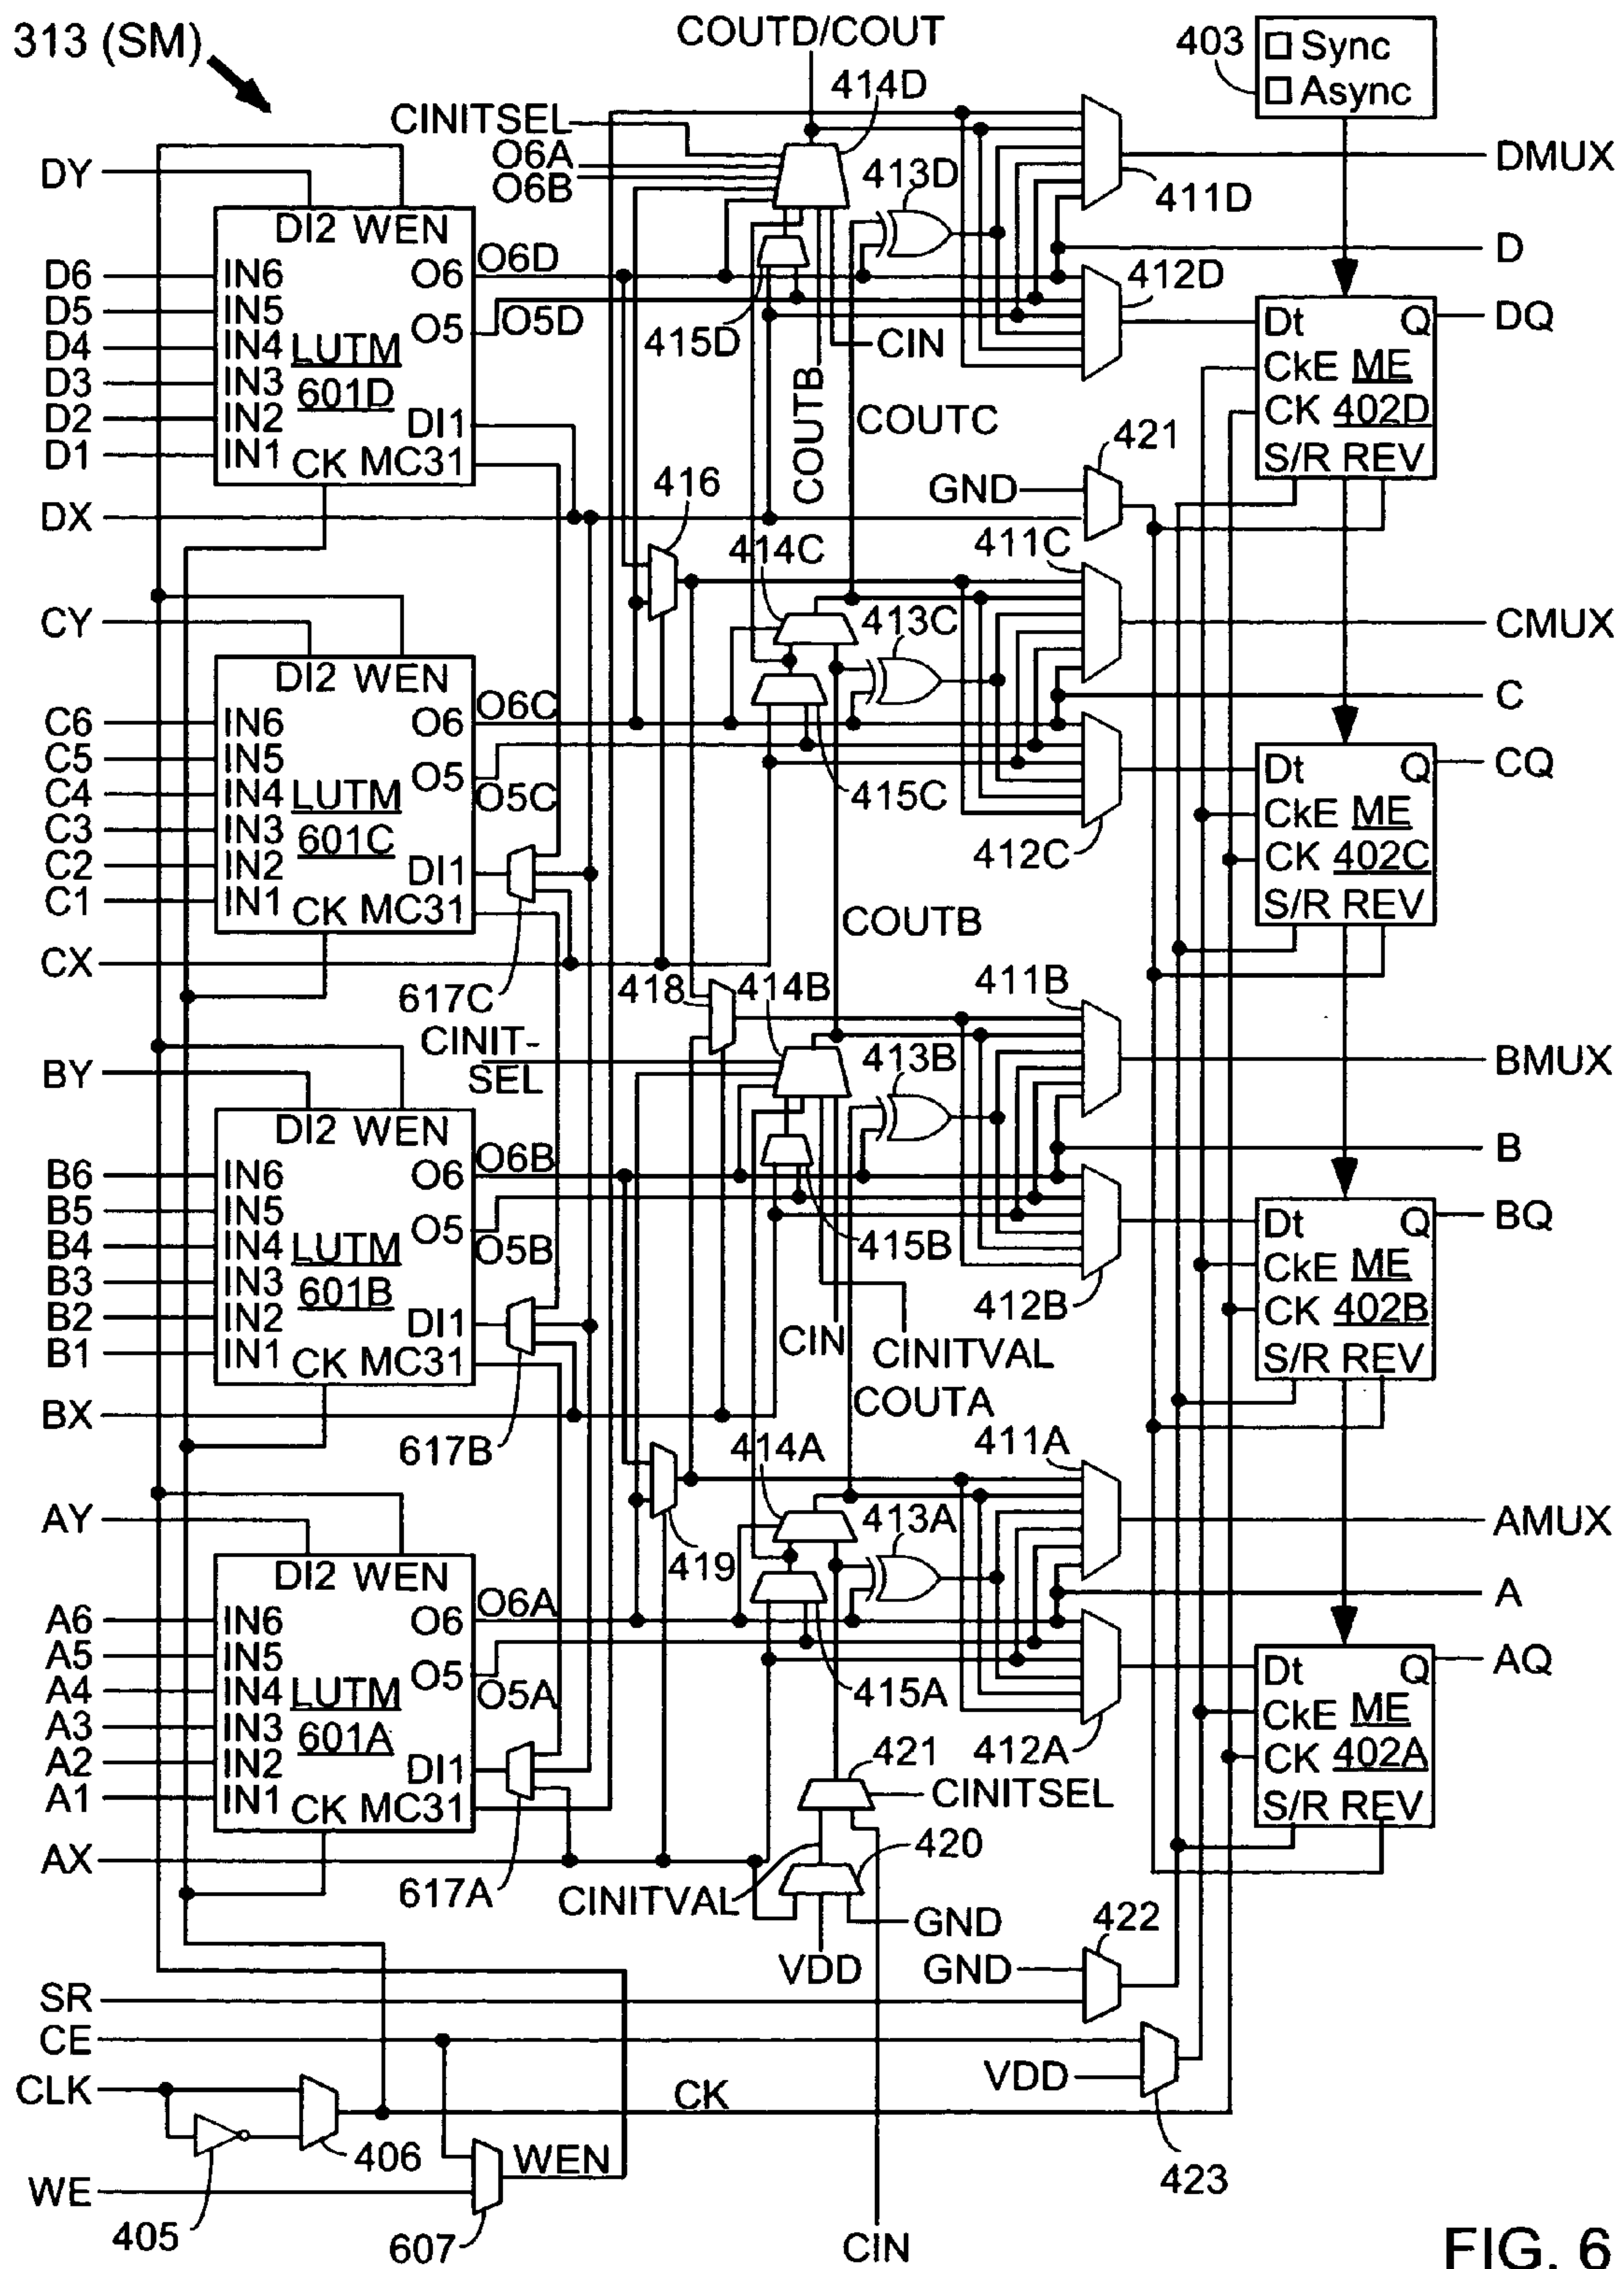 313 (SM)
COUTD/COUT
403
Sync
Async
414D
CINITSEL
O6A
O6B
413D
DMUX
411D
DY
DI2 WEN
D
D6
D5
D4
D3
D2
D1
IN6
IN5
IN4
IN3
IN2
IN1
LUTM
601D
O6
O5
DI1
CK MC31
O6D
O5D
415D
CIN
412D
COUTB
COUTC
Dt
Q
DQ
CkE ME
CK 402D
S/R REV
421
GND
DX
416
414C
411C
413C
CMUX
CY
DI2 WEN
C
C6
C5
C4
C3
C2
C1
IN6
IN5
IN4
IN3
IN2
IN1
LUTM
601C
O6
O5
DI1
CK MC31
O6C
O5C
415C
412C
Dt
Q
CQ
CkE ME
CK 402C
S/R REV
COUTB
CX
617C
418
414B
411B
CINIT-
SEL
413B
BMUX
BY
DI2 WEN
B
B6
B5
B4
B3
B2
B1
IN6
IN5
IN4
IN3
IN2
IN1
LUTM
601B
O6
O5
DI1
CK MC31
O6B
O5B
415B
412B
Dt
Q
BQ
CkE ME
CK 402B
S/R REV
CIN
CINITVAL
COUTA
BX
617B
414A
411A
419
413A
AMUX
AY
DI2 WEN
A
A6
A5
A4
A3
A2
A1
IN6
IN5
IN4
IN3
IN2
IN1
LUTM
601A
O6
O5
DI1
CK MC31
O6A
O5A
415A
412A
Dt
Q
AQ
CkE ME
CK 402A
S/R REV
421
CINITSEL
AX
617A
420
CINITVAL
GND
VDD
GND
422
SR
CE
VDD
CLK
CK
406
WEN
423
WE
405
607
CIN
FIG. 6